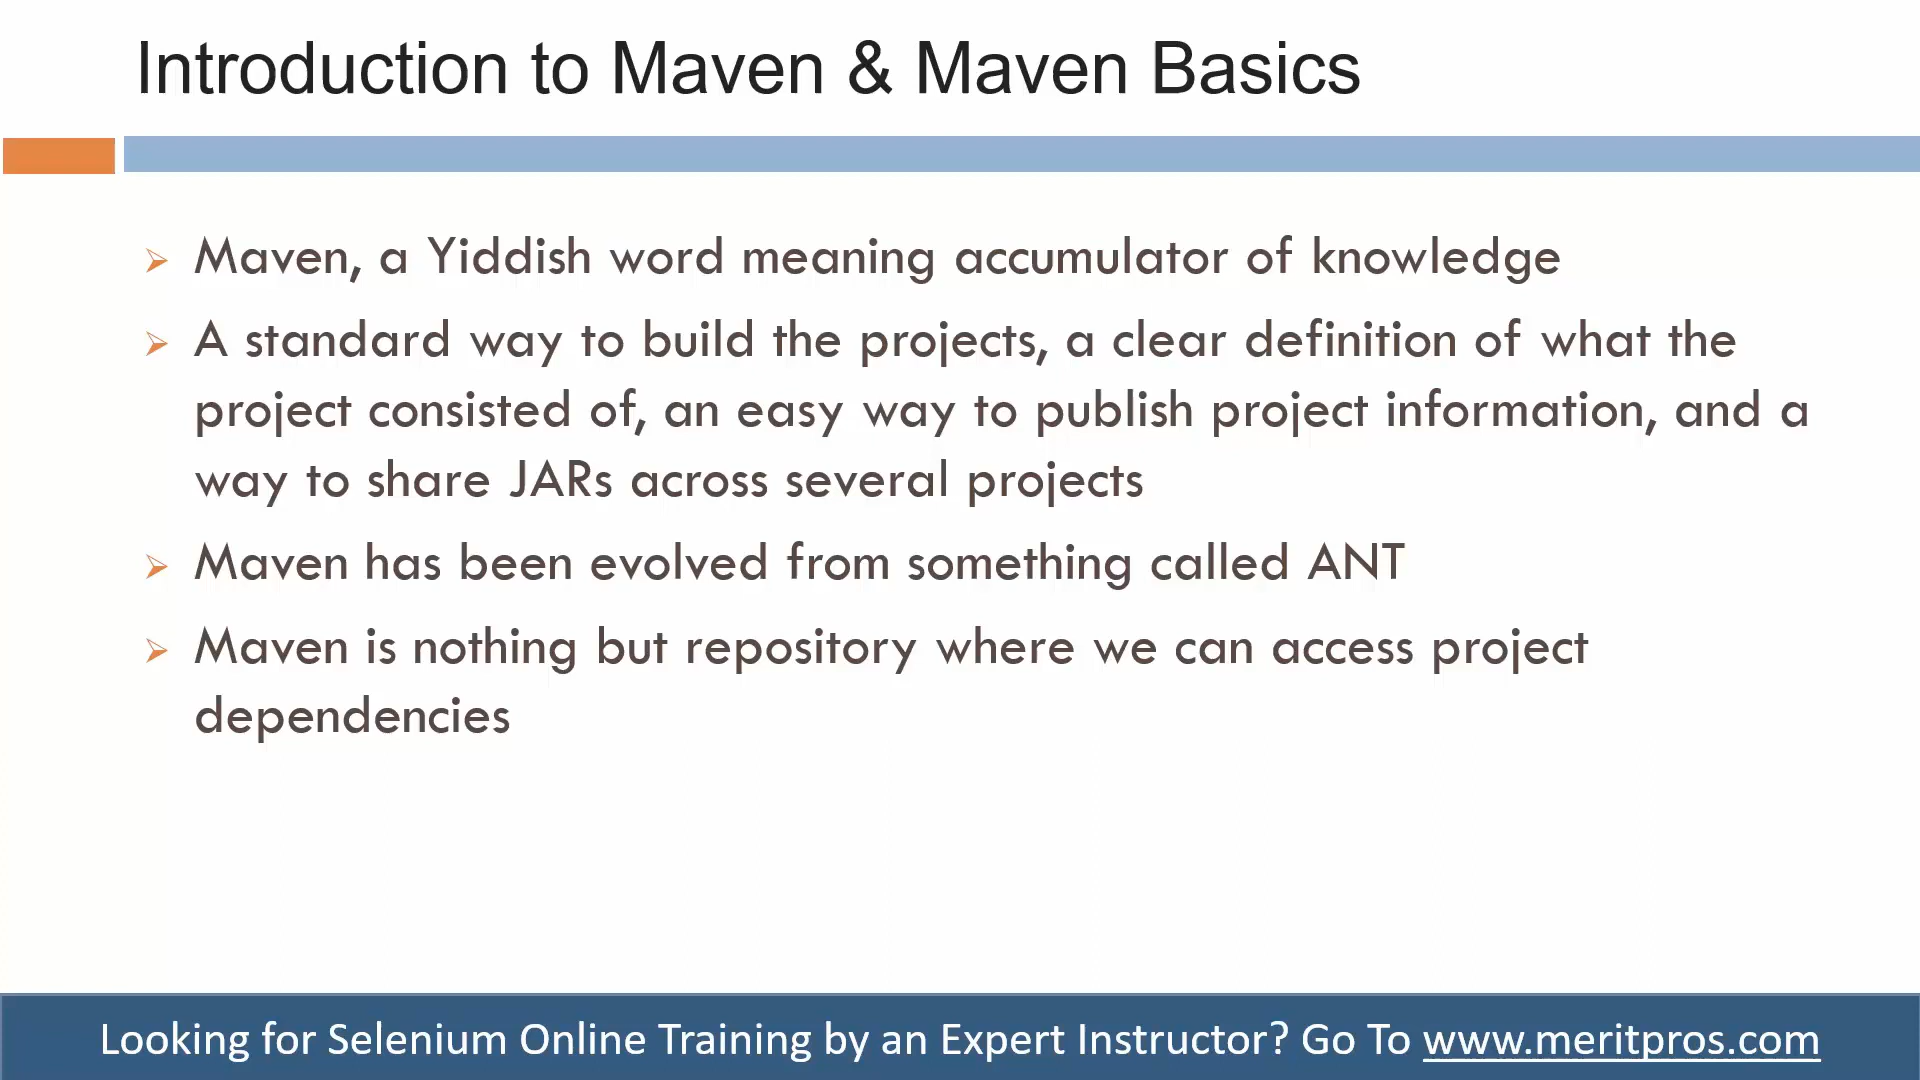 Introduction to Maven & Maven Basics
Maven, a Yiddish word meaning accumulator of knowledge
A standard way to build the projects, a clear definition of what the
project consisted of, an easy way to publish project information, and a
way to share JARs across several projects
Maven has been evolved from something called ANT
Maven is nothing but repository where we can access project
dependencies
Looking for Selenium Online Training by an Expert Instructor? Go To www.meritpros.com